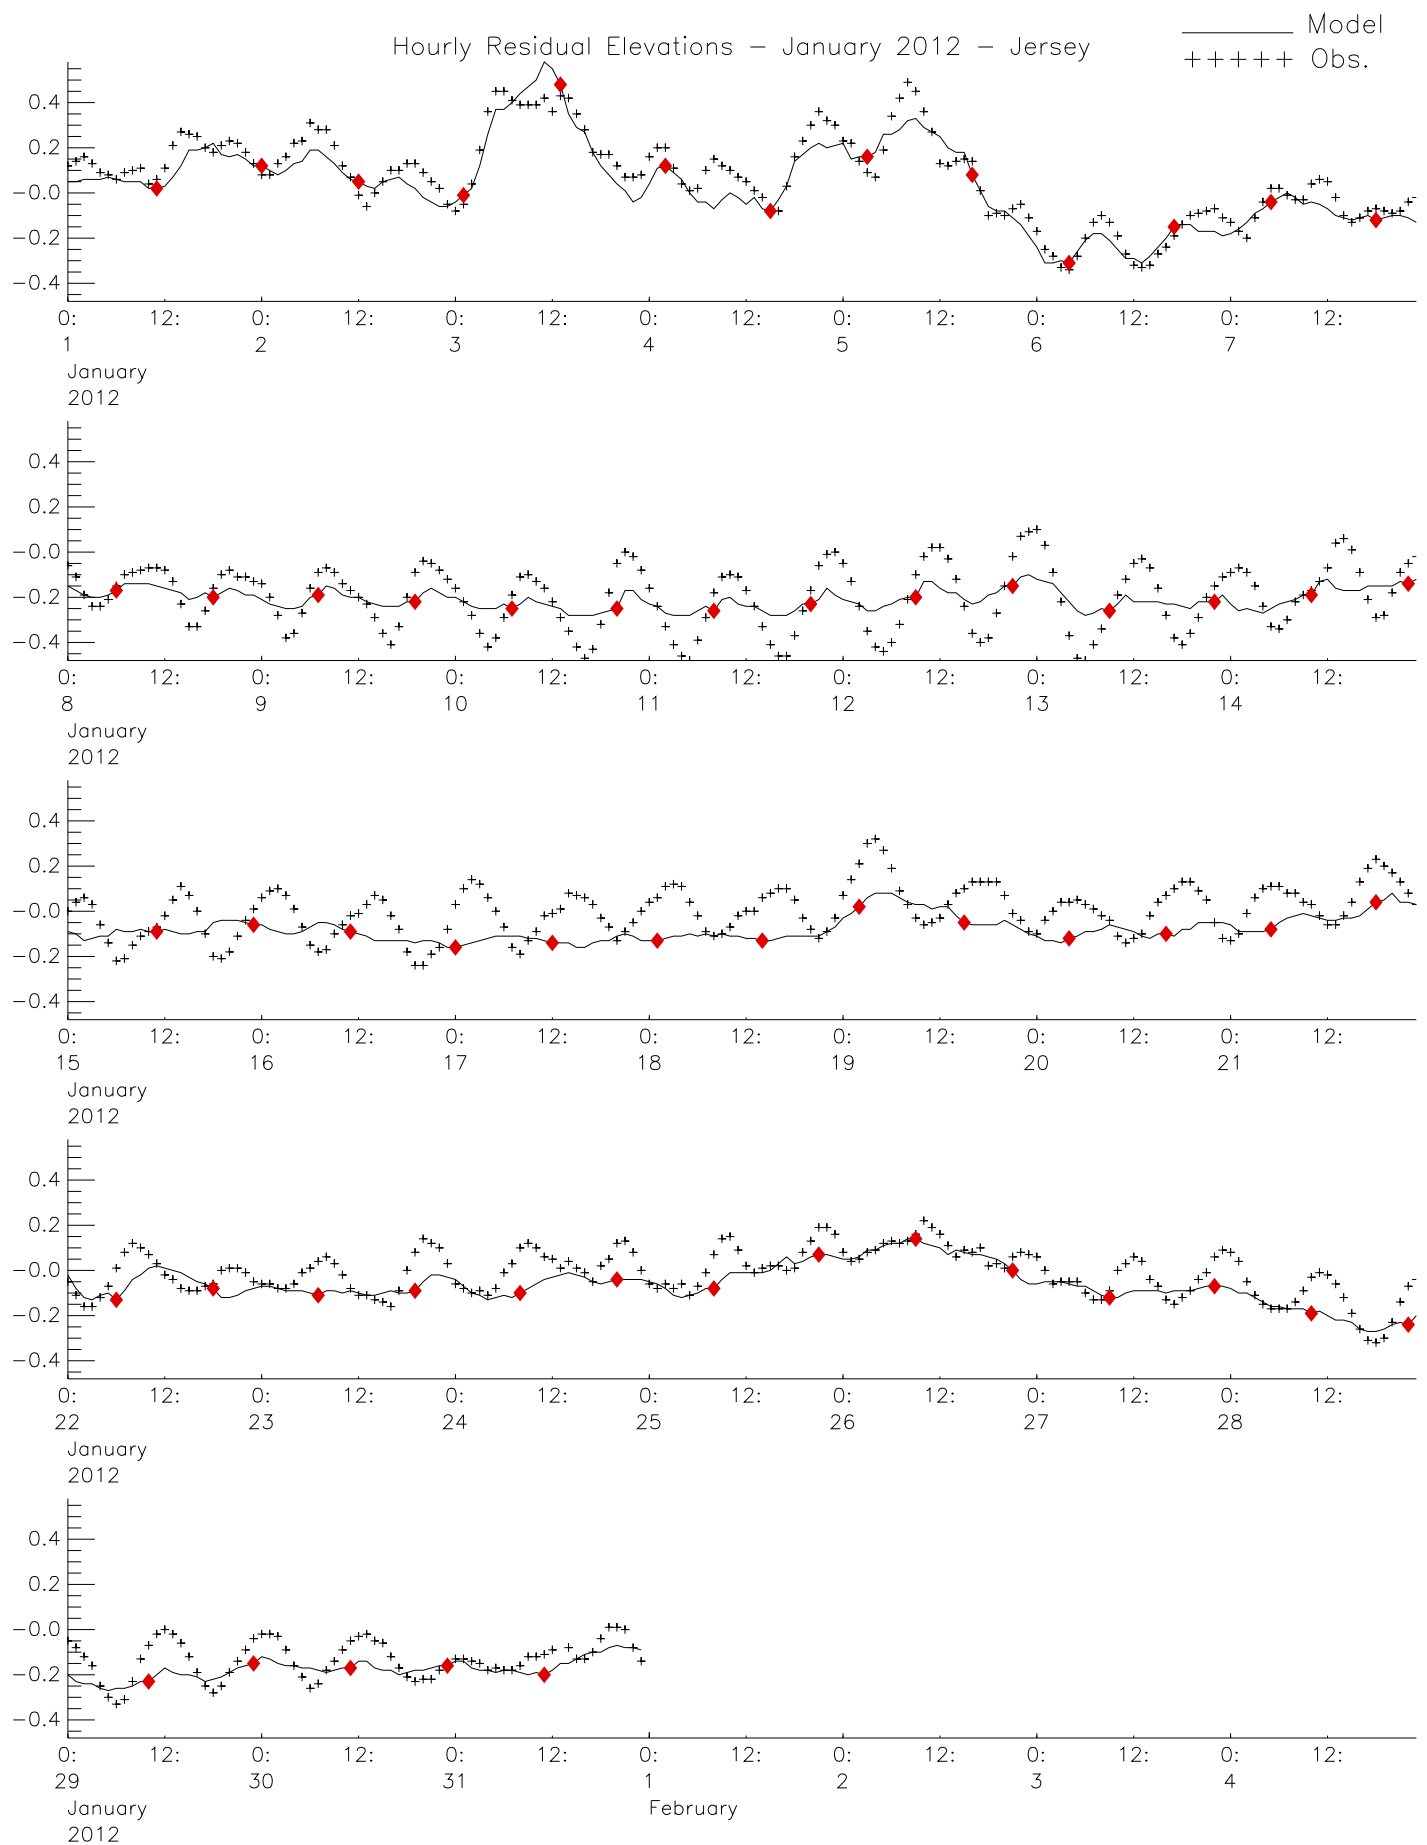 Model
Hourly Residual Elevations − January 2012 − Jersey
+++++ Obs.
0.4
0.2
−0.0
−0.2
−0.4
0: 12: 0: 12: 0: 12: 0: 12: 0: 12: 0: 12: 0: 12:
1 2 3 4 5 6 7
January
2012
0.4
0.2
−0.0
−0.2
−0.4
0: 12: 0: 12: 0: 12: 0: 12: 0: 12: 0: 12: 0: 12:
8 9 10 11 12 13 14
January
2012
0.4
0.2
−0.0
−0.2
−0.4
0: 12: 0: 12: 0: 12: 0: 12: 0: 12: 0: 12: 0: 12:
15 16 17 18 19 20 21
January
2012
0.4
0.2
−0.0
−0.2
−0.4
0: 12: 0: 12: 0: 12: 0: 12: 0: 12: 0: 12: 0: 12:
22 23 24 25 26 27 28
January
2012
0.4
0.2
−0.0
−0.2
−0.4
0: 12: 0: 12: 0: 12: 0: 12: 0: 12: 0: 12: 0: 12:
29 30 31 1 2 3 4
January February
2012